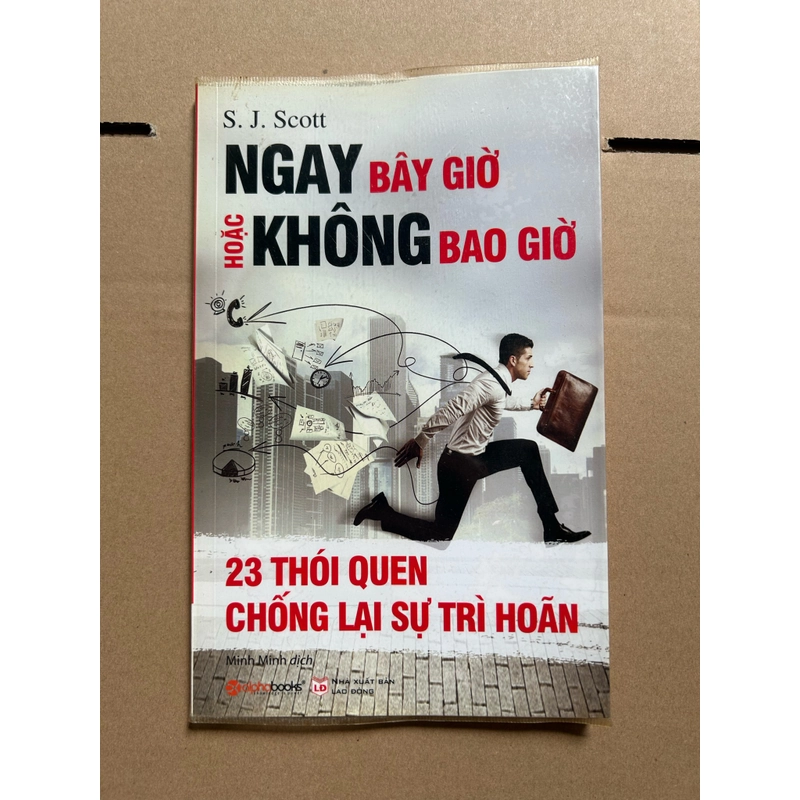 S. J. Scott
NGAY BÂY GIỜ
HOẶC
KHÔNG BAO GIỜ
23 THÓI QUEN
CHỐNG LẠI SỰ TRÌ HOÃN
Minh Minh dịch
alphabooks
LĐ NHÀ XUẤT BẢN
LAO ĐỘNG